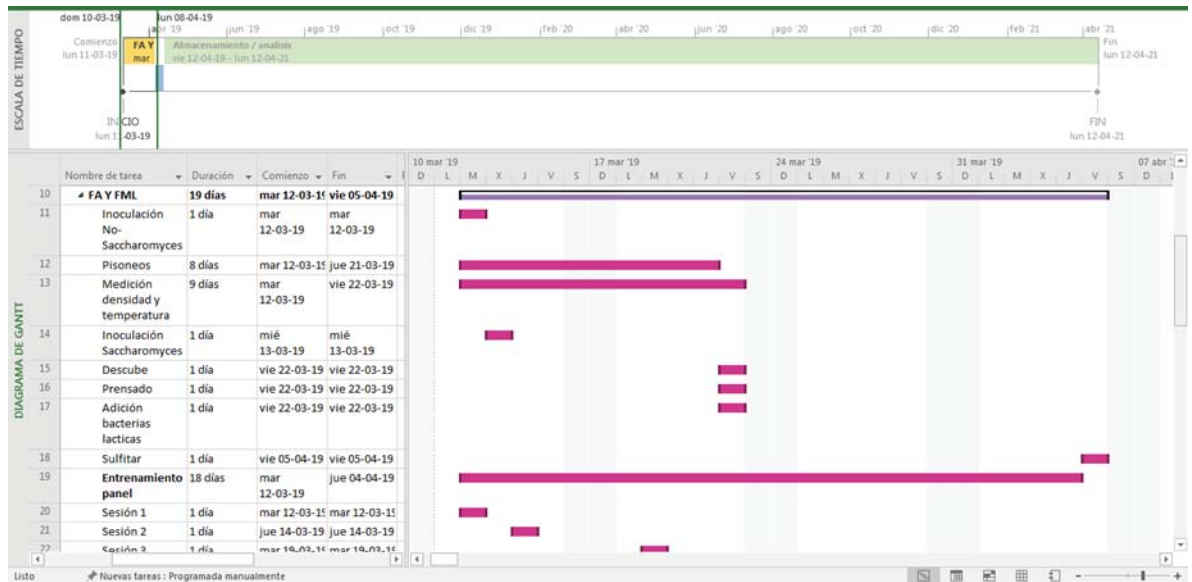 dom 10-03-19 lun 08-04-19
abr '19 jun '19 ago '19 oct '19 dic '19 feb '20 abr '20 jun '20 ago '20 oct '20 dic '20 feb '21 abr '21
ESCALA DE TIEMPO
Comienzo
lun 11-03-19
FA Y
mar
Almacenamiento / analisis
vie 12-04-19 - lun 12-04-21
Fin
lun 12-04-21
INICIO
lun 11-03-19
FIN
lun 12-04-21
DIAGRAMA DE GANTT
10 mar '19 17 mar '19 24 mar '19 31 mar '19 07 abr
Nombre de tarea Duración Comienzo Fin D L M X J V S D L M X J V S D L M X J V S D L M X J V S D
10 FA Y FML 19 días mar 12-03-19 vie 05-04-19
11 Inoculación 1 día mar mar
No- 12-03-19 12-03-19
Saccharomyces
12 Pisoneos 8 días mar 12-03-19 jue 21-03-19
13 Medición 9 días mar vie 22-03-19
densidad y 12-03-19
temperatura
14 Inoculación 1 día mié mié
Saccharomyces 13-03-19 13-03-19
15 Descube 1 día vie 22-03-19 vie 22-03-19
16 Prensado 1 día vie 22-03-19 vie 22-03-19
17 Adición 1 día vie 22-03-19 vie 22-03-19
bacterias
lacticas
18 Sulfitar 1 día vie 05-04-19 vie 05-04-19
19 Entrenamiento 18 días mar jue 04-04-19
panel 12-03-19
20 Sesión 1 1 día mar 12-03-19 mar 12-03-19
21 Sesión 2 1 día jue 14-03-19 jue 14-03-19
22 Sesión 3 1 día mar 19-03-19 mar 19-03-19
Listo Nuevas tareas : Programada manualmente